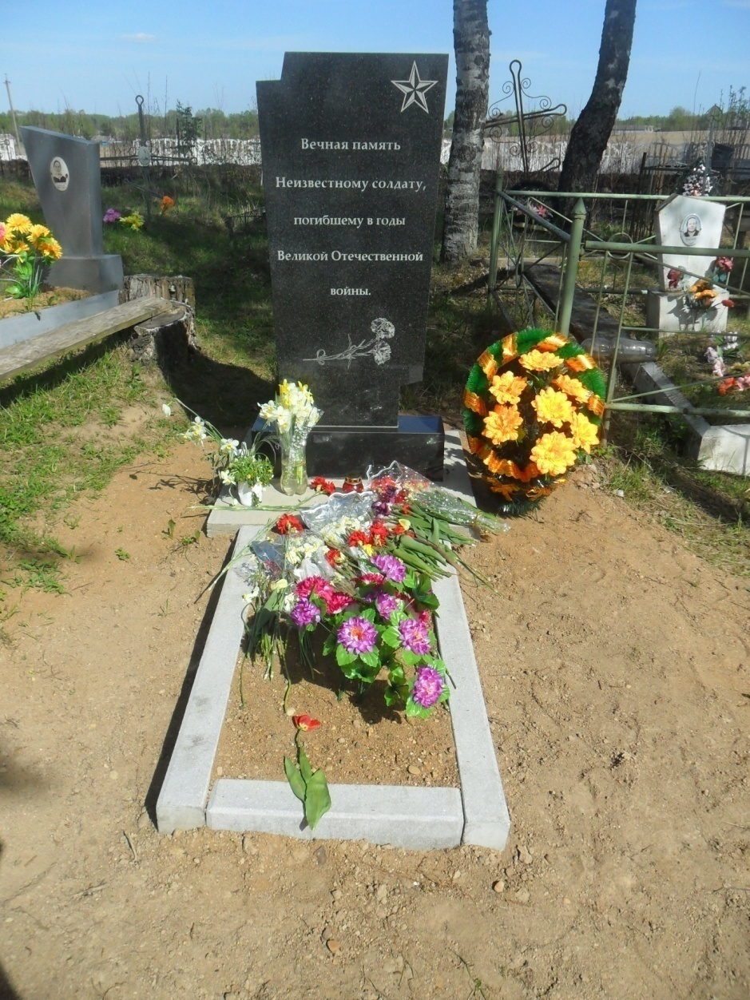 Вечная память
Неизвестному солдату,
погибшему в годы
Великой Отечественной
войны.